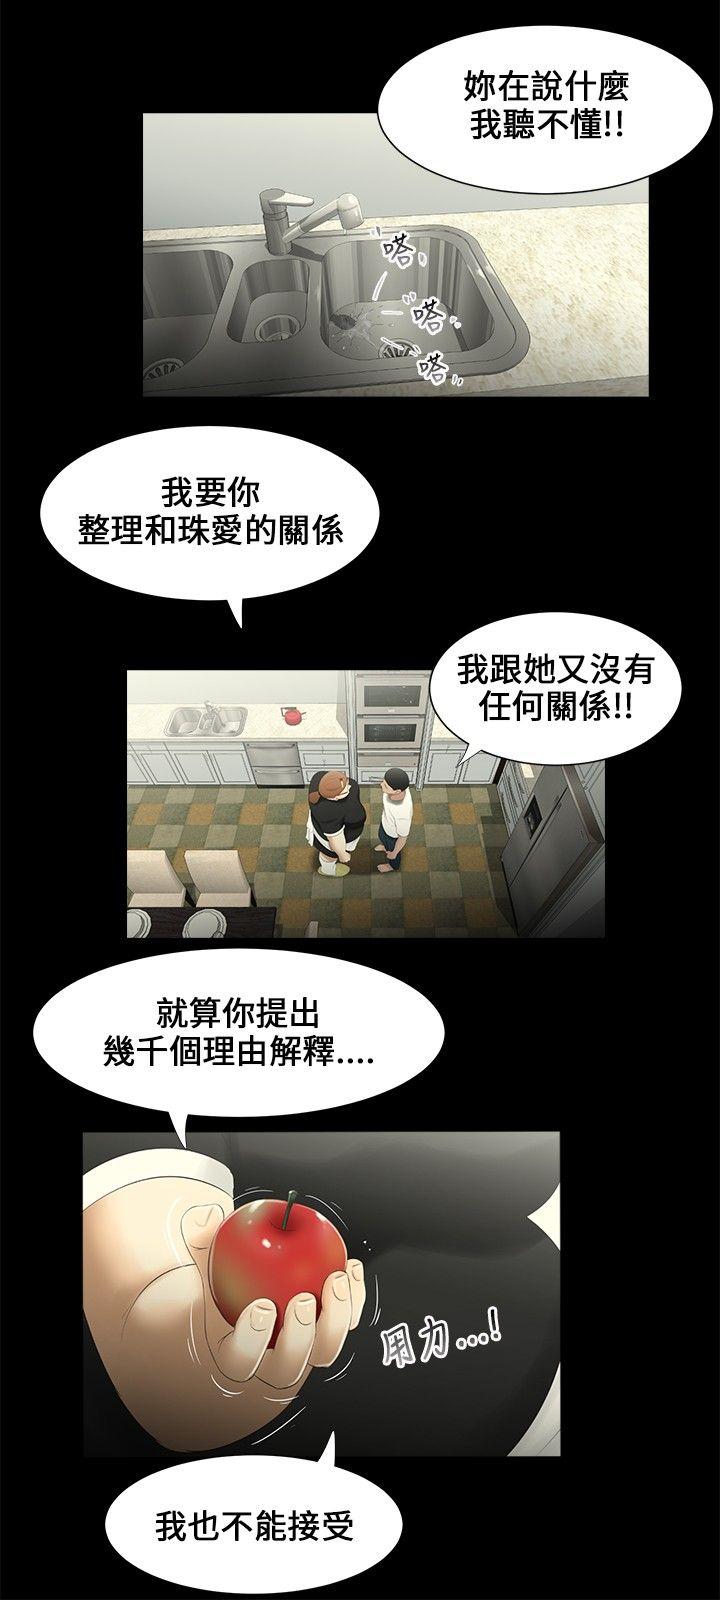 妳在說什麼
我聽不懂!!
嗒
嗒
嗒
我要你
整理和珠愛的關係
我跟她又沒有
任何關係!!
就算你提出
幾千個理由解釋....
用力...!
我也不能接受